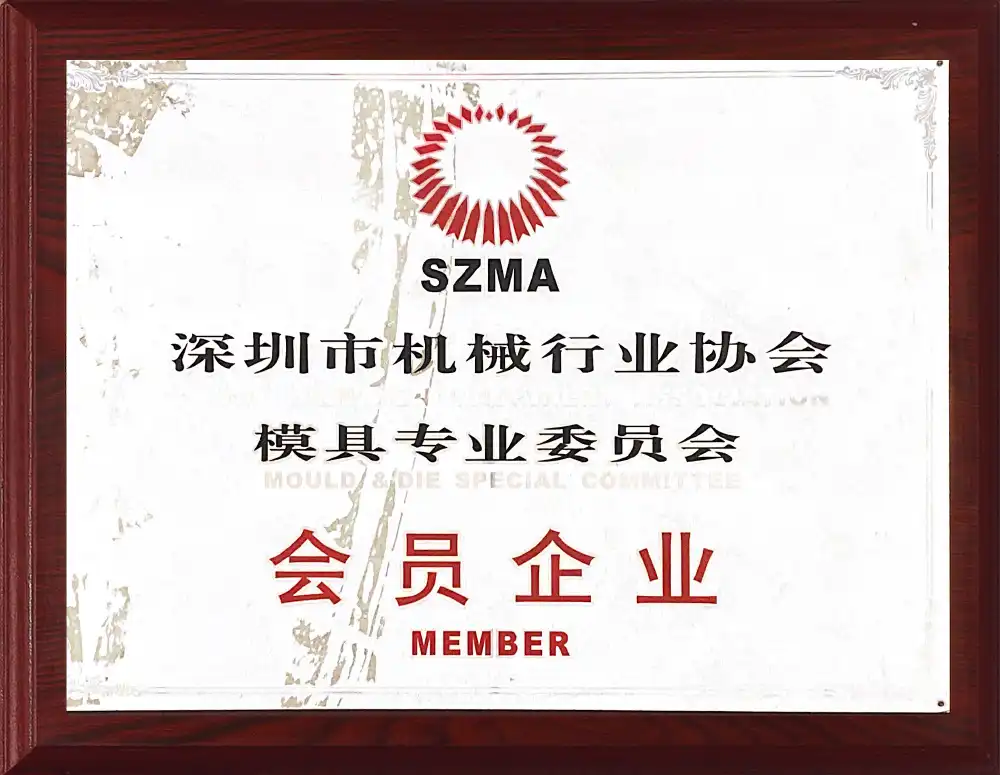 SZMA
深圳市机械行业协会
模具专业委员会
MOULD & DIE SPECIAL COMMITTEE
会员企业
MEMBER